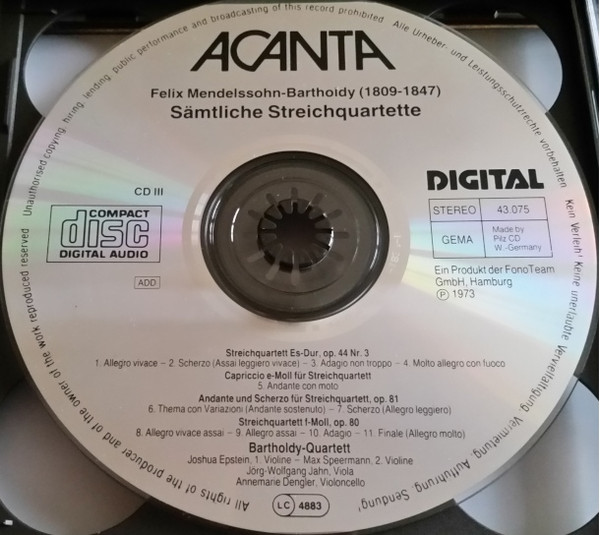 Unauthorised copying, hiring, lending, public performance and broadcasting of this record prohibited
Alle Urheber- und Leistungsschutzrechte vorbehalten
Kein Verleih! Keine unerlaubte Vervielfältigung, Vermietung, Aufführung, Sendung!
All rights of the producer and of the owner of the work reproduced reserved
ACANTA
Felix Mendelssohn-Bartholdy (1809-1847)
Sämtliche Streichquartette
CD III
COMPACT
disc
DIGITAL AUDIO
ADD
DIGITAL
STEREO 43.075
GEMA Made by
Pilz CD
W.-Germany
Ein Produkt der FonoTeam
GmbH, Hamburg
Ⓟ 1973
Streichquartett Es-Dur, op. 44 Nr. 3
1. Allegro vivace – 2. Scherzo (Assai leggiero vivace) – 3. Adagio non troppo – 4. Molto allegro con fuoco
Capriccio e-Moll für Streichquartett
5. Andante con moto
Andante und Scherzo für Streichquartett, op. 81
6. Thema con Variazioni (Andante sostenuto) – 7. Scherzo (Allegro leggiero)
Streichquartett f-Moll, op. 80
8. Allegro vivace assai – 9. Allegro assai – 10. Adagio – 11. Finale (Allegro molto)
Bartholdy-Quartett
Joshua Epstein, 1. Violine – Max Speermann, 2. Violine
Jörg-Wolfgang Jahn, Viola
Annemarie Dengler, Violoncello
LC 4883